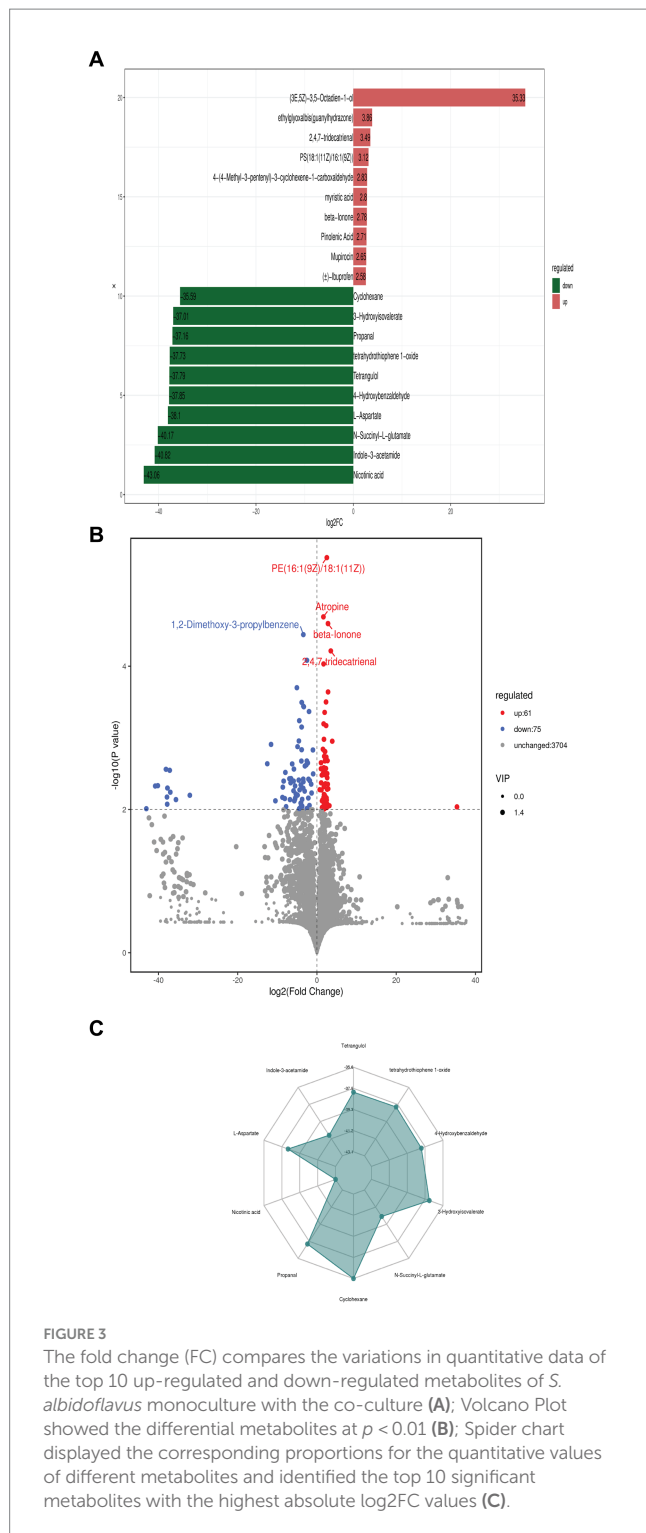 A
20
(3E,5Z)−3,5−Octadien−1−ol
35.33
ethylglyoxalbis(guanylhydrazone)
3.86
2,4,7−tridecatrienal
3.49
PS(18:1(11Z)/16:1(9Z))
3.12
4−(4−Methyl−3−pentenyl)−3−cyclohexene−1−carboxaldehyde
2.83
15
myristic acid
2.8
beta−Ionone
2.78
Pinolenic Acid
2.71
Mupirocin
2.65
(±)−Ibuprofen
2.58
x
10
−35.59
Cyclohexane
−37.01
3−Hydroxyisovalerate
−37.16
Propanal
−37.73
tetrahydrothiophene 1−oxide
−37.79
Tetrangulol
5
−37.85
4−Hydroxybenzaldehyde
−38.1
L−Aspartate
−40.17
N−Succinyl−L−glutamate
Indole−3−acetamide
Nicotinic acid
0
−40
−20
0
20
log2FC
regulated
down
up
B
PE(16:1(9Z)/18:1(11Z))
Atropine
1,2-Dimethoxy-3-propylbenzene
beta-Ionone
2,4,7-tridecatrienal
4
2
0
-log10(P value)
-40
-20
0
20
40
log2(Fold Change)
regulated
up:61
down:75
unchanged:3704
VIP
0.0
1.4
C
Tetrangulol
Indole-3-acetamide
tetrahydrothiophene 1-oxide
L-Aspartate
4-Hydroxybenzaldehyde
Nicotinic acid
3-Hydroxyisovalerate
Propanal
N-Succinyl-L-glutamate
Cyclohexane
FIGURE 3
The fold change (FC) compares the variations in quantitative data of
the top 10 up-regulated and down-regulated metabolites of S.
albidoflavus monoculture with the co-culture (A); Volcano Plot
showed the differential metabolites at p < 0.01 (B); Spider chart
displayed the corresponding proportions for the quantitative values
of different metabolites and identified the top 10 significant
metabolites with the highest absolute log2FC values (C).